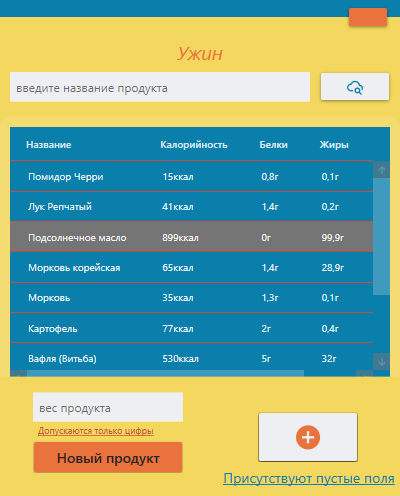 Ужин
введите название продукта
Название Калорийность Белки Жиры
Помидор Черри 15ккал 0,8г 0,1г
Лук Репчатый 41ккал 1,4г 0,2г
Подсолнечное масло 899ккал 0г 99,9г
Морковь корейская 65ккал 1,4г 28,9г
Морковь 35ккал 1,3г 0,1г
Картофель 77ккал 2г 0,4г
Вафля (Витьба) 530ккал 5г 32г
вес продукта
Допускаются только цифры
Новый продукт
Присутствуют пустые поля